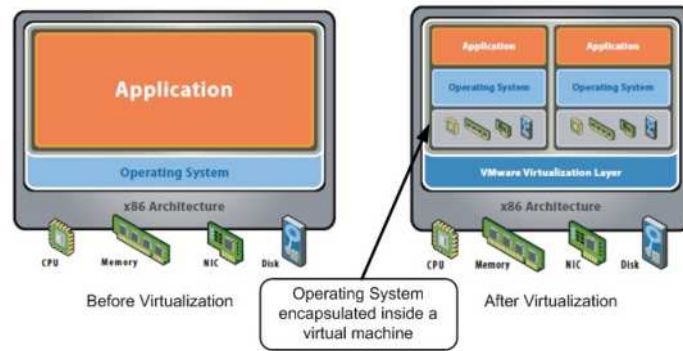 Application
Operating System
x86 Architecture
CPU
Memory
NIC
Disk
Before Virtualization
Application
Application
Operating System
Operating System
VMware Virtualization Layer
x86 Architecture
CPU
Memory
NIC
Disk
After Virtualization
Operating System
encapsulated inside a
virtual machine